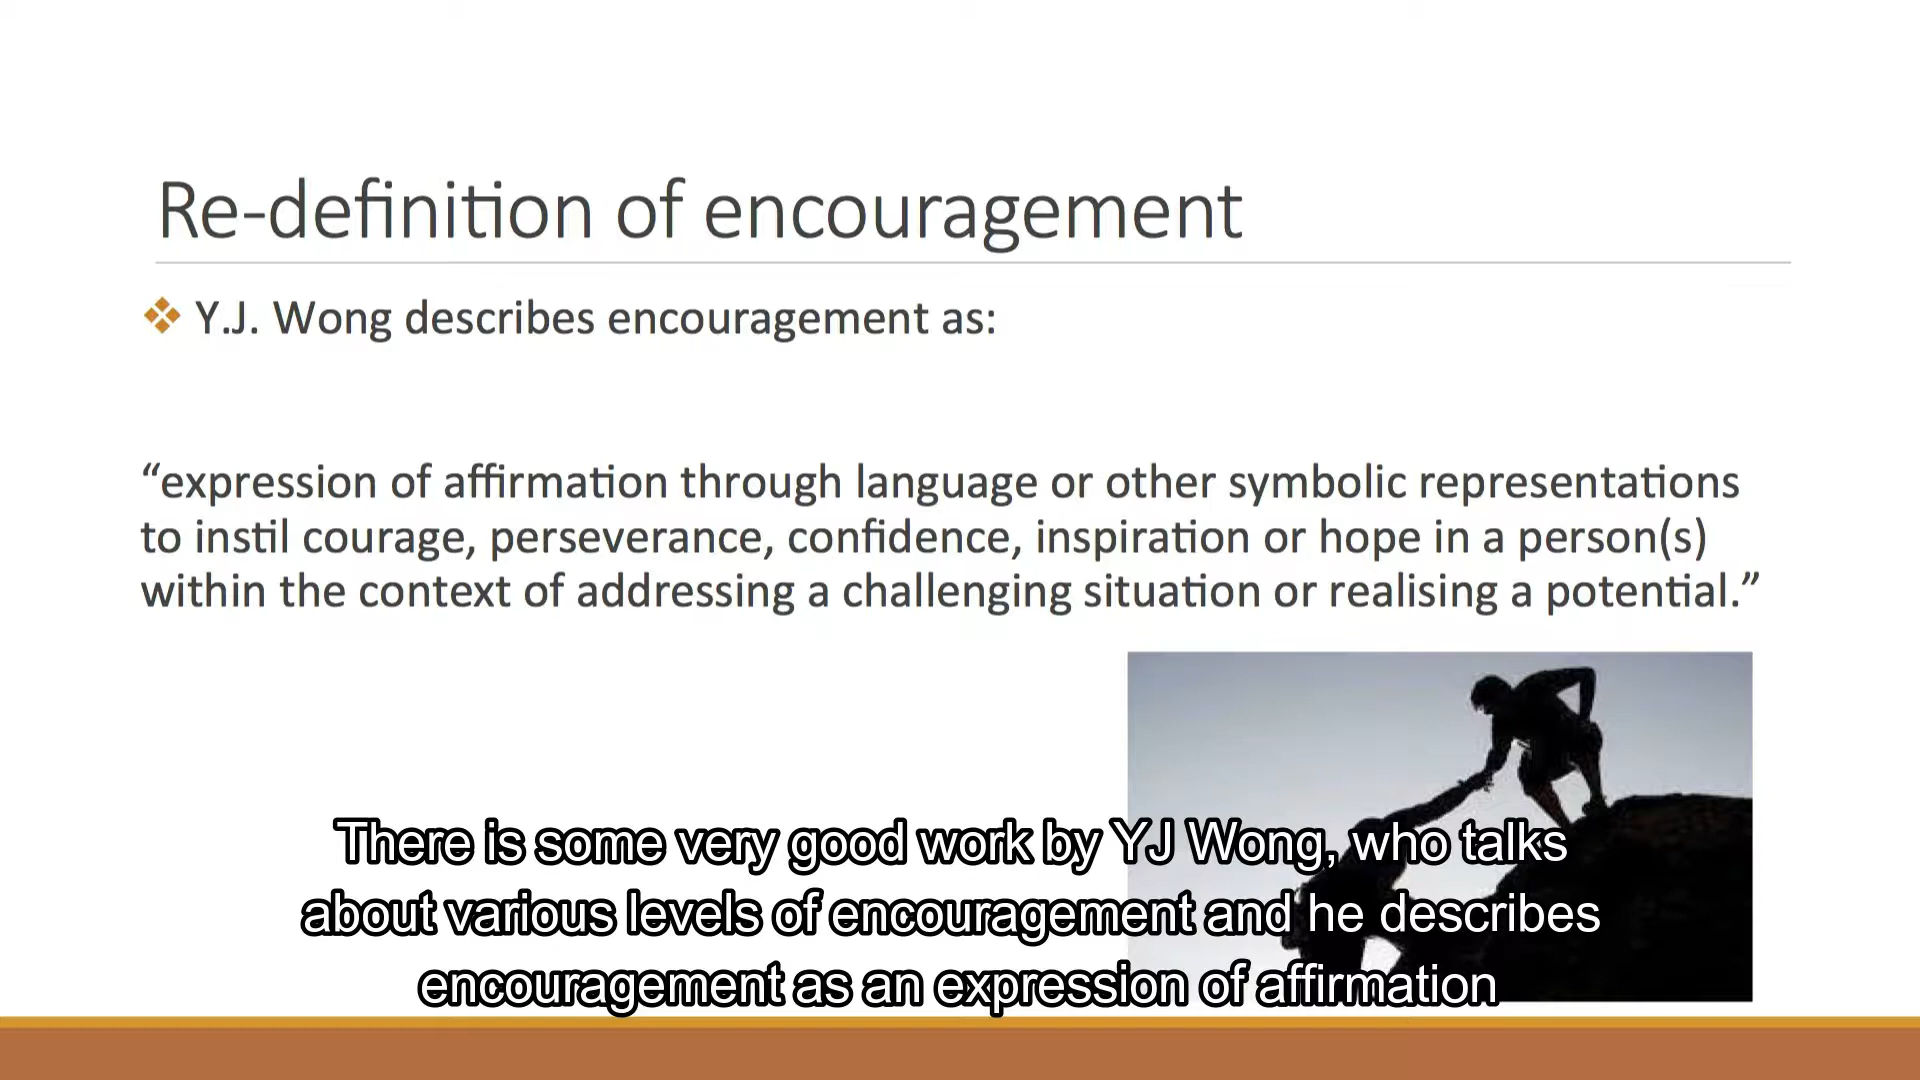 Re-definition of encouragement
Y.J. Wong describes encouragement as:
“expression of affirmation through language or other symbolic representations
to instil courage, perseverance, confidence, inspiration or hope in a person(s)
within the context of addressing a challenging situation or realising a potential.”
There is some very good work by YJ Wong, who talks
about various levels of encouragement and he describes
encouragement as an expression of affirmation